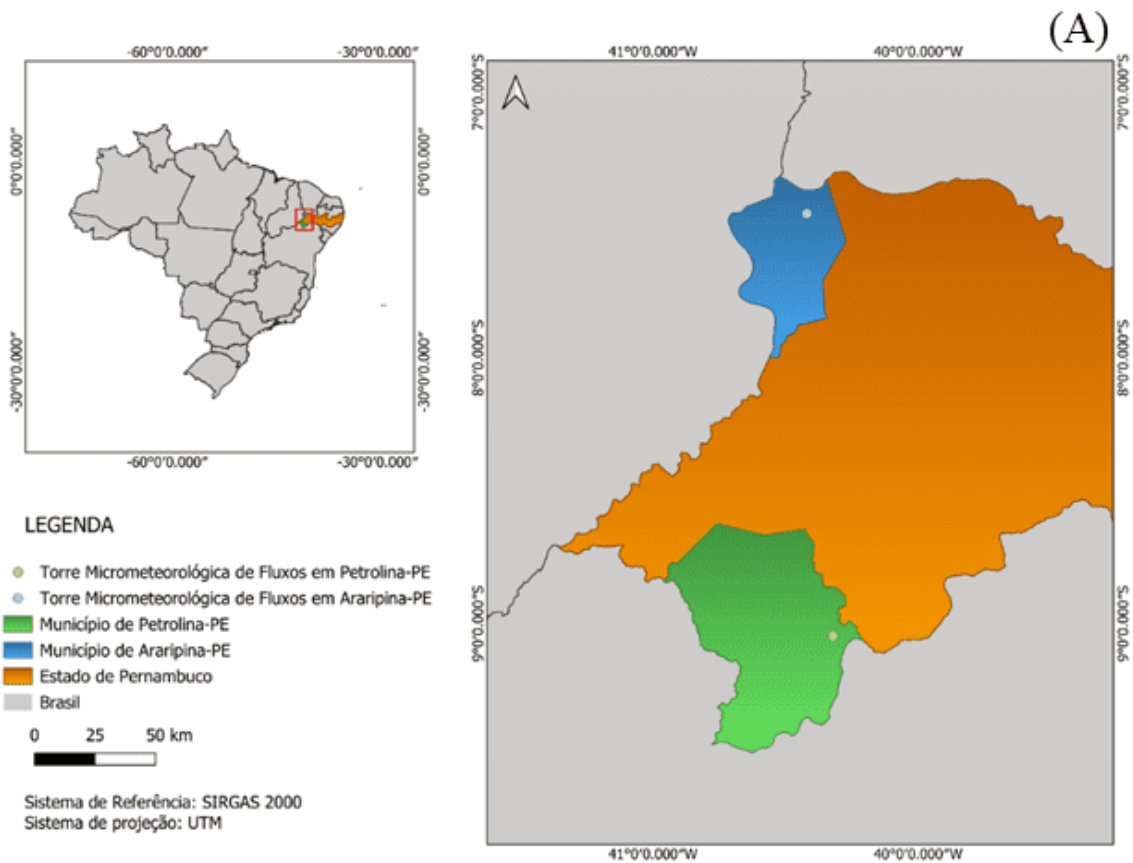 (A)
-60°0'0.000″ -30°0'0.000″
0°0'0.000″ 0°0'0.000″
-30°0'0.000″ -30°0'0.000″
-60°0'0.000″ -30°0'0.000″
41°0'0.000″W 40°0'0.000″W
7°0'0.000″S 7°0'0.000″S
8°0'0.000″S 8°0'0.000″S
9°0'0.000″S 9°0'0.000″S
41°0'0.000″W 40°0'0.000″W
LEGENDA
Torre Micrometeorológica de Fluxos em Petrolina-PE
Torre Micrometeorológica de Fluxos em Araripina-PE
Município de Petrolina-PE
Município de Araripina-PE
Estado de Pernambuco
Brasil
0 25 50 km
Sistema de Referência: SIRGAS 2000
Sistema de projeção: UTM